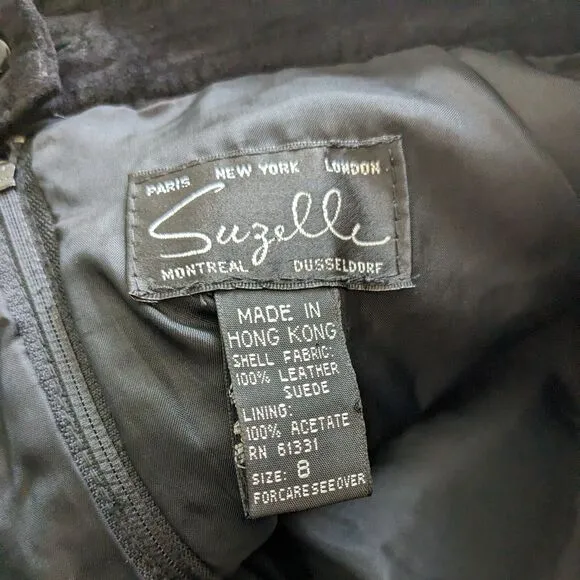 PARIS NEW YORK LONDON
Suzelle
MONTREAL DUSSELDORF
MADE IN
HONG KONG
SHELL FABRIC:
100% LEATHER
SUEDE
LINING:
100% ACETATE
RN 61331
SIZE: 8
FORCARESEEOVER